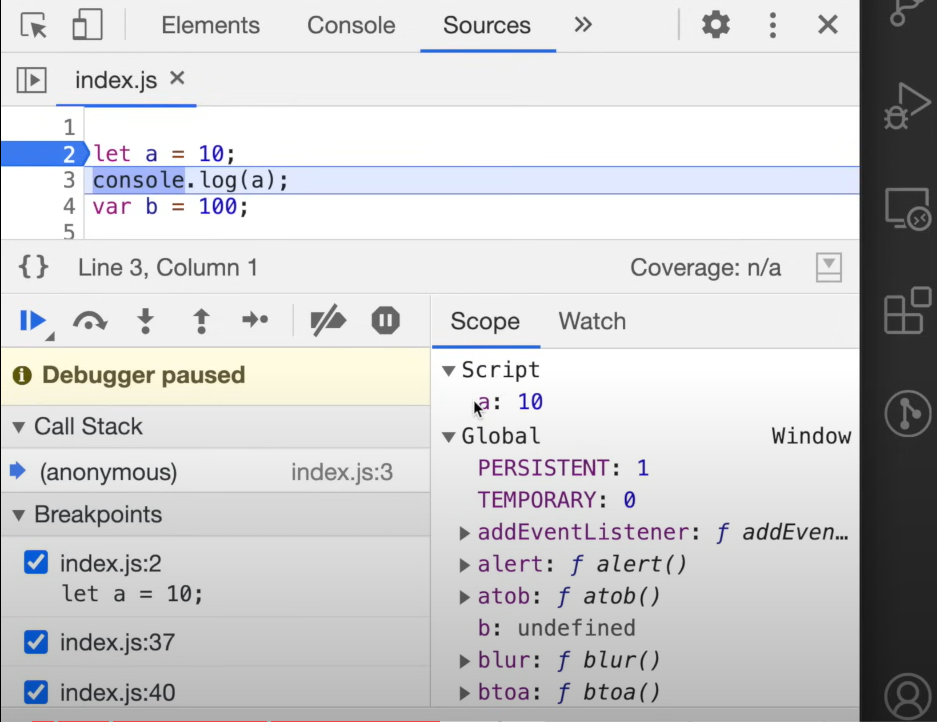 Elements Console Sources »
index.js ×
1
2 let a = 10;
3 console.log(a);
4 var b = 100;
5
{} Line 3, Column 1 Coverage: n/a
Debugger paused
Call Stack
(anonymous) index.js:3
Breakpoints
index.js:2
let a = 10;
index.js:37
index.js:40
Scope Watch
Script
a: 10
Global Window
PERSISTENT: 1
TEMPORARY: 0
addEventListener: ƒ addEven…
alert: ƒ alert()
atob: ƒ atob()
b: undefined
blur: ƒ blur()
btoa: ƒ btoa()